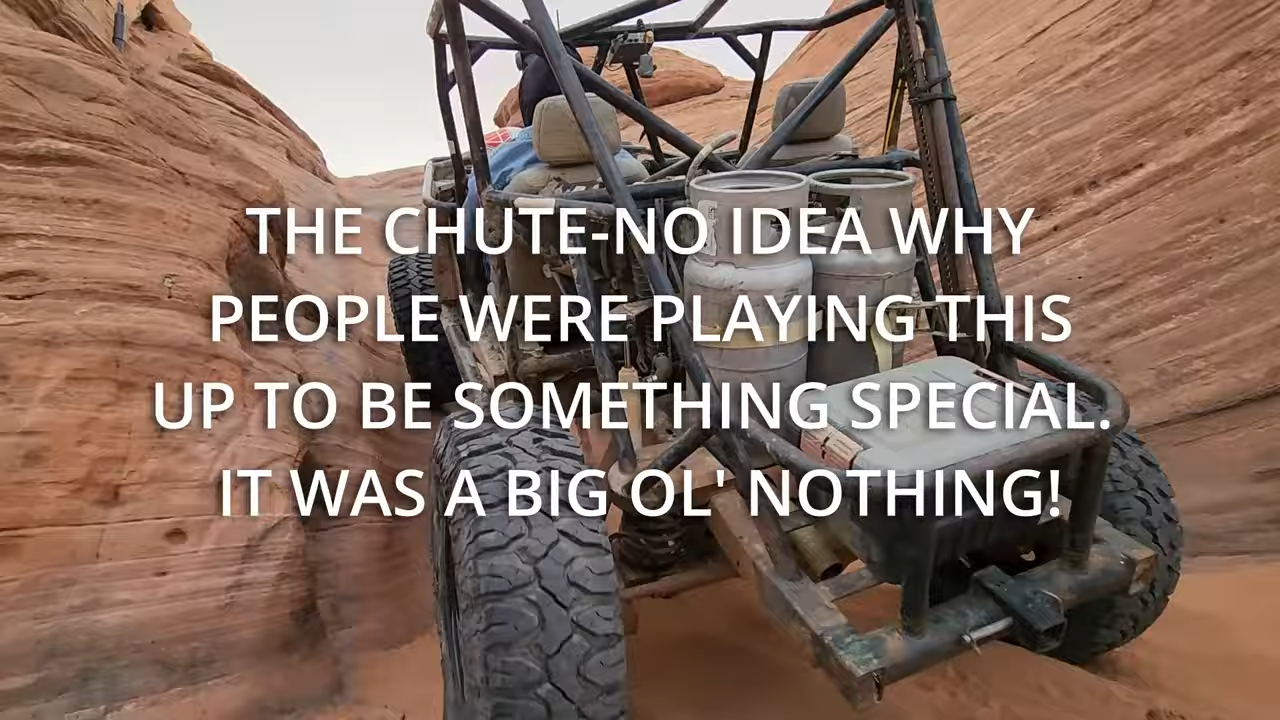 THE CHUTE-NO IDEA WHY
PEOPLE WERE PLAYING THIS
UP TO BE SOMETHING SPECIAL.
IT WAS A BIG OL' NOTHING!